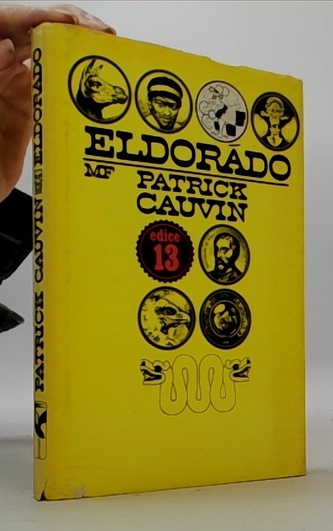 ELDORÁDO
MF PATRICK
CAUVIN
edice
13
PATRICK CAUVIN ELDORÁDO